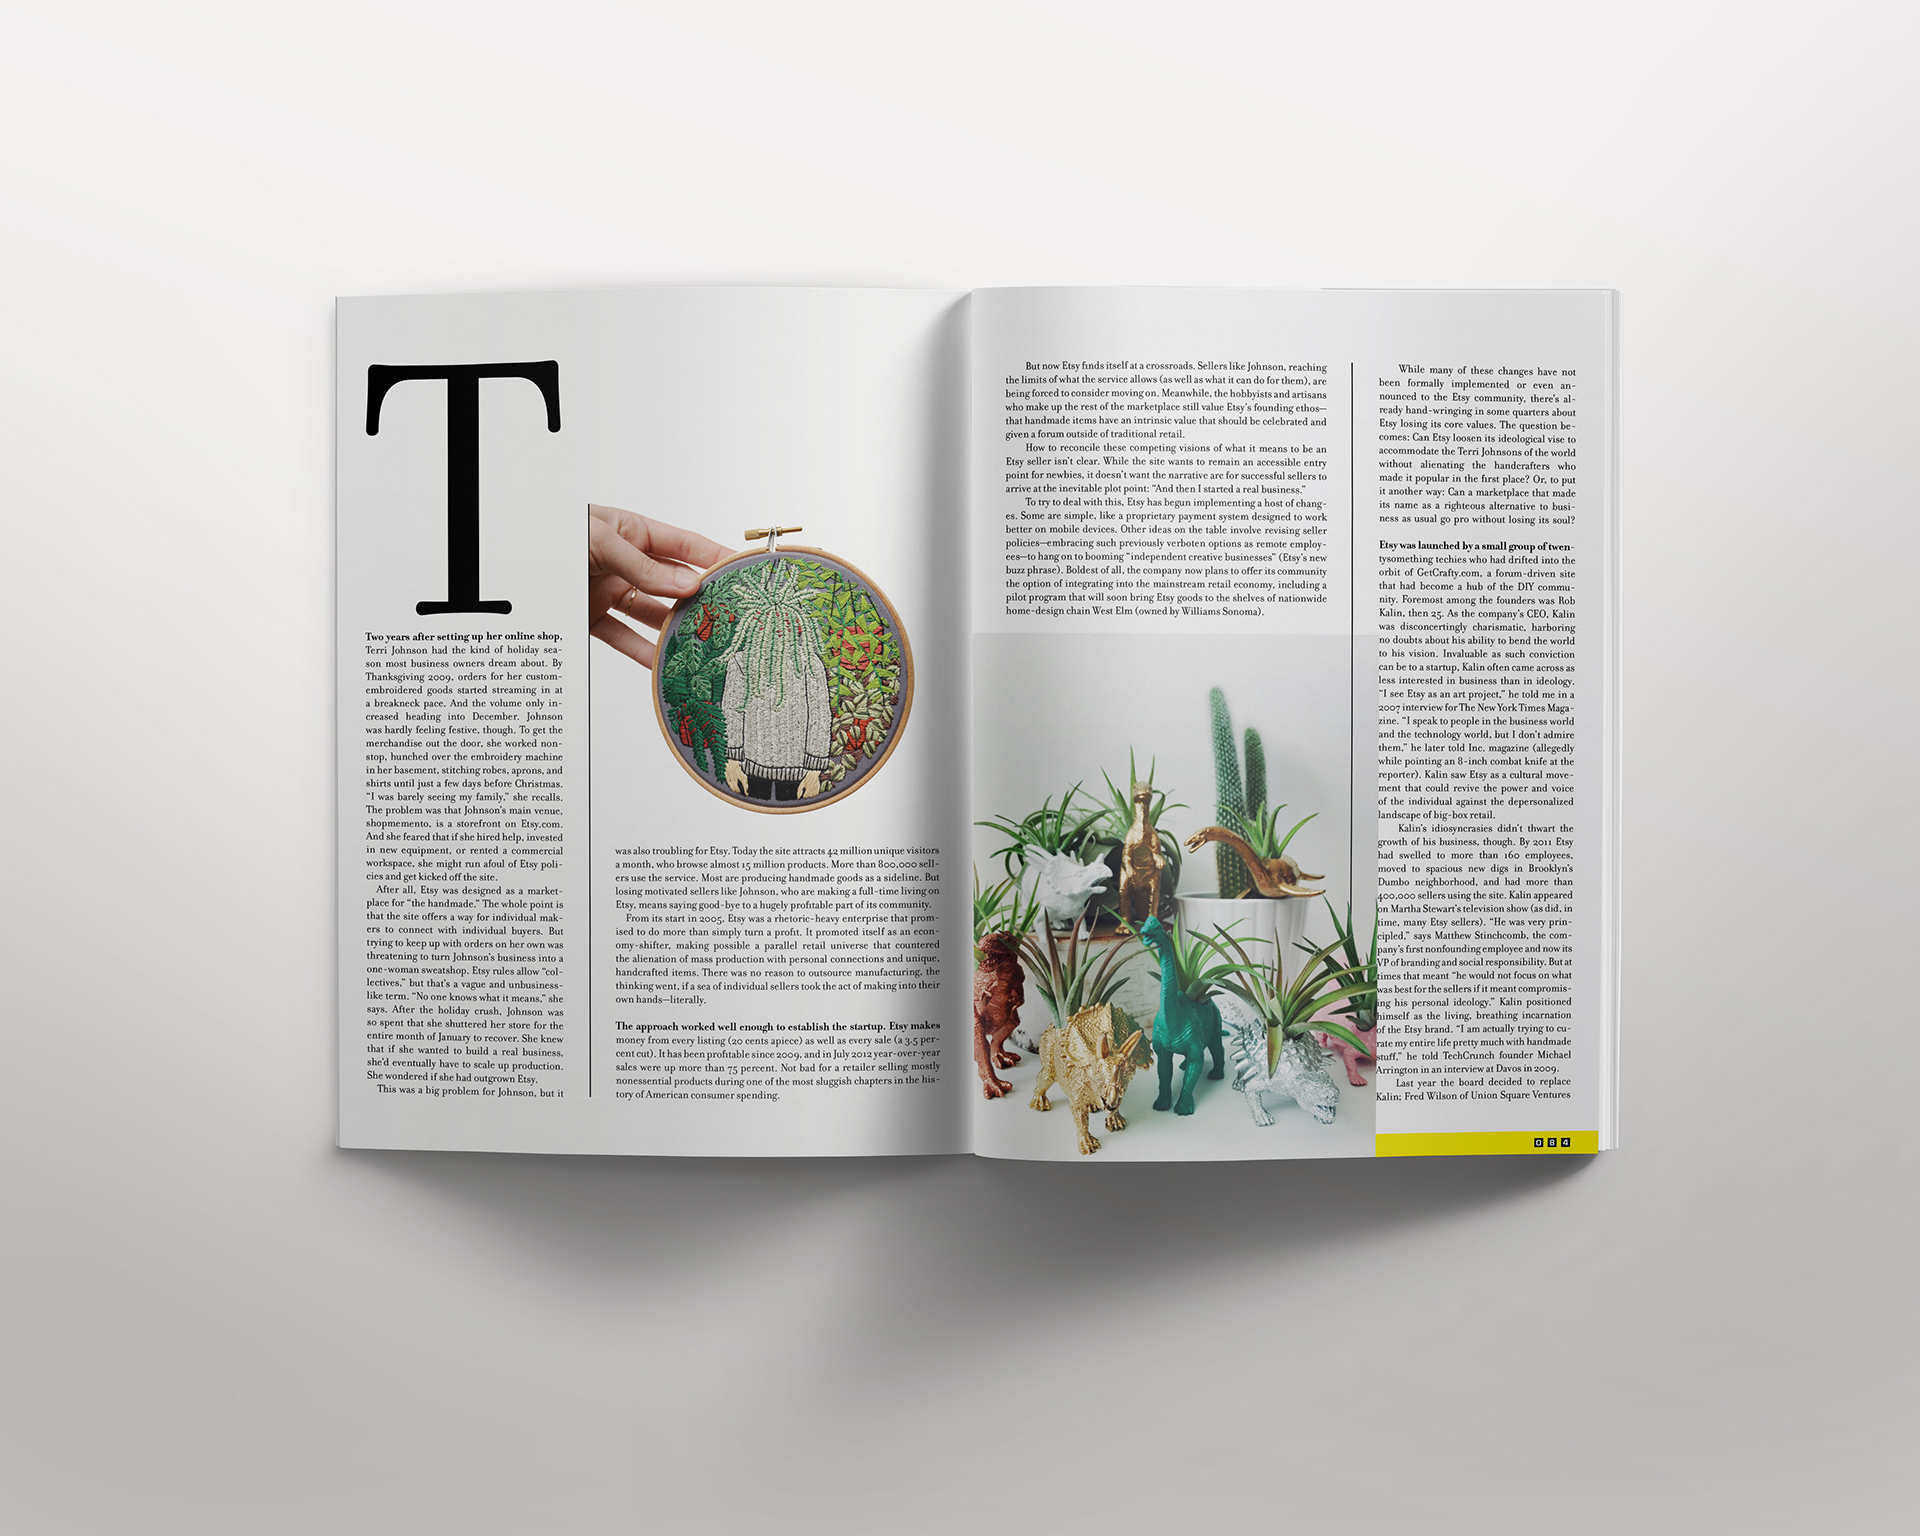 T
Two years after setting up her online shop,
Terri Johnson had the kind of holiday sea-
son most business owners dream about. By
Thanksgiving 2009, orders for her custom-
embroidered goods started streaming in at
a breakneck pace. And the volume only in-
creased heading into December. Johnson
was hardly feeling festive, though. To get the
merchandise out the door, she worked non-
stop, hunched over the embroidery machine
in her basement, stitching robes, aprons, and
shirts until just a few days before Christmas.
“I was barely seeing my family,” she recalls.
The problem was that Johnson's main venue,
shopmemento, is a storefront on Etsy.com.
And she feared that if she hired help, invested
in new equipment, or rented a commercial
workspace, she might run afoul of Etsy poli-
cies and get kicked off the site.
After all, Etsy was designed as a market-
place for “the handmade.” The whole point is
that the site offers a way for individual mak-
ers to connect with individual buyers. But
trying to keep up with orders on her own was
threatening to turn Johnson's business into a
one-woman sweatshop. Etsy rules allow “col-
lectives,” but that's a vague and unbusiness-
like term. “No one knows what it means,” she
says. After the holiday crush, Johnson was
so spent that she shuttered her store for the
entire month of January to recover. She knew
that if she wanted to build a real business,
she'd eventually have to scale up production.
She wondered if she had outgrown Etsy.
This was a big problem for Johnson, but it
was also troubling for Etsy. Today the site attracts 42 million unique visitors
a month, who browse almost 15 million products. More than 800,000 sell-
ers use the service. Most are producing handmade goods as a sideline. But
losing motivated sellers like Johnson, who are making a full-time living on
Etsy, means saying good-bye to a hugely profitable part of its community.
From its start in 2005, Etsy was a rhetoric-heavy enterprise that prom-
ised to do more than simply turn a profit. It promoted itself as an econ-
omy-shifter, making possible a parallel retail universe that countered
the alienation of mass production with personal connections and unique,
handcrafted items. There was no reason to outsource manufacturing, the
thinking went, if a sea of individual sellers took the act of making into their
own hands—literally.
The approach worked well enough to establish the startup. Etsy makes
money from every listing (20 cents apiece) as well as every sale (a 3.5 per-
cent cut). It has been profitable since 2009, and in July 2012 year-over-year
sales were up more than 75 percent. Not bad for a retailer selling mostly
nonessential products during one of the most sluggish chapters in the his-
tory of American consumer spending.
But now Etsy finds itself at a crossroads. Sellers like Johnson, reaching
the limits of what the service allows (as well as what it can do for them), are
being forced to consider moving on. Meanwhile, the hobbyists and artisans
who make up the rest of the marketplace still value Etsy's founding ethos—
that handmade items have an intrinsic value that should be celebrated and
given a forum outside of traditional retail.
How to reconcile these competing visions of what it means to be an
Etsy seller isn't clear. While the site wants to remain an accessible entry
point for newbies, it doesn't want the narrative arc for successful sellers to
arrive at the inevitable plot point: “And then I started a real business.”
To try to deal with this, Etsy has begun implementing a host of chang-
es. Some are simple, like a proprietary payment system designed to work
better on mobile devices. Other ideas on the table involve revising seller
policies—embracing such previously verboten options as remote employ-
ees—to hang on to booming “independent creative businesses” (Etsy's new
buzz phrase). Boldest of all, the company now plans to offer its community
the option of integrating into the mainstream retail economy, including a
pilot program that will soon bring Etsy goods to the shelves of nationwide
home-design chain West Elm (owned by Williams Sonoma).
While many of these changes have not
been formally implemented or even an-
nounced to the Etsy community, there's al-
ready hand-wringing in some quarters about
Etsy losing its core values. The question be-
comes: Can Etsy loosen its ideological vise to
accommodate the Terri Johnsons of the world
without alienating the handcrafters who
made it popular in the first place? Or, to put
it another way: Can a marketplace that made
its name as a righteous alternative to busi-
ness as usual go pro without losing its soul?
Etsy was launched by a small group of twen-
tysomething techies who had drifted into the
orbit of GetCrafty.com, a forum-driven site
that had become a hub of the DIY commu-
nity. Foremost among the founders was Rob
Kalin, then 25. As the company's CEO, Kalin
was disconcertingly charismatic, harboring
no doubts about his ability to bend the world
to his vision. Invaluable as such conviction
can be to a startup, Kalin often came across as
less interested in business than in ideology.
“I see Etsy as an art project,” he told me in a
2007 interview for The New York Times Maga-
zine. “I speak to people in the business world
and the technology world, but I don't admire
them,” he later told Inc. magazine (allegedly
while pointing an 8-inch combat knife at the
reporter). Kalin saw Etsy as a cultural move-
ment that could revive the power and voice
of the individual against the depersonalized
landscape of big-box retail.
Kalin's idiosyncrasies didn't thwart the
growth of his business, though. By 2011 Etsy
had swelled to more than 160 employees,
moved to spacious new digs in Brooklyn's
Dumbo neighborhood, and had more than
400,000 sellers using the site. Kalin appeared
on Martha Stewart's television show (as did, in
time, many Etsy sellers). “He was very prin-
cipled,” says Matthew Stinchcomb, the com-
pany's first nonfounding employee and now its
VP of branding and social responsibility. But at
times that meant “he would not focus on what
was best for the sellers if it meant compromis-
ing his personal ideology.” Kalin positioned
himself as the living, breathing incarnation
of the Etsy brand. “I am actually trying to cu-
rate my entire life pretty much with handmade
stuff,” he told TechCrunch founder Michael
Arrington in an interview at Davos in 2009.
Last year the board decided to replace
Kalin; Fred Wilson of Union Square Ventures
084